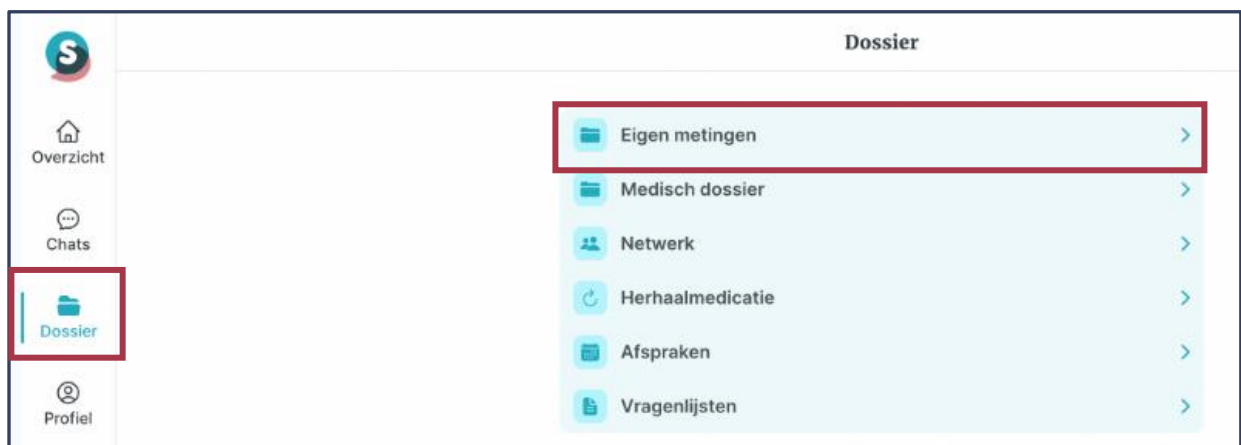 S
Dossier
Overzicht
Chats
Dossier
Profiel
Eigen metingen
Medisch dossier
Netwerk
Herhaalmedicatie
Afspraken
Vragenlijsten